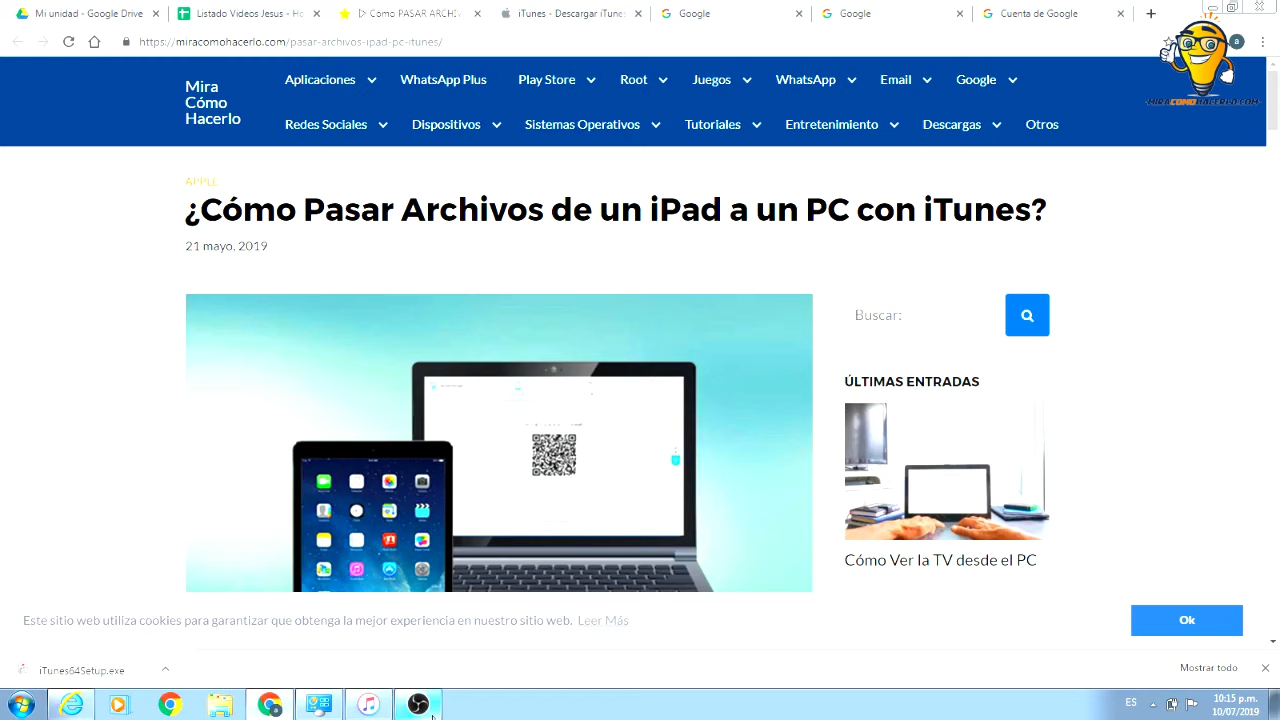 Mi unidad - Google Drive
Listado Videos Jesus - Ho
Como PASAR ARCHI
iTunes - Descargar iTunes
Google
Google
Cuenta de Google
https://miracomohacerlo.com/pasar-archivos-ipad-pc-itunes/
a
MIRACOMOHACERLO.COM
Mira
Cómo
Hacerlo
Aplicaciones
WhatsApp Plus
Play Store
Root
Juegos
WhatsApp
Email
Google
Redes Sociales
Dispositivos
Sistemas Operativos
Tutoriales
Entretenimiento
Descargas
Otros
APPLE
¿Cómo Pasar Archivos de un iPad a un PC con iTunes?
21 mayo, 2019
Buscar:
ÚLTIMAS ENTRADAS
Cómo Ver la TV desde el PC
Este sitio web utiliza cookies para garantizar que obtenga la mejor experiencia en nuestro sitio web. Leer Más
Ok
iTunes64Setup.exe
Mostrar todo
ES
10:15 p.m.
10/07/2019